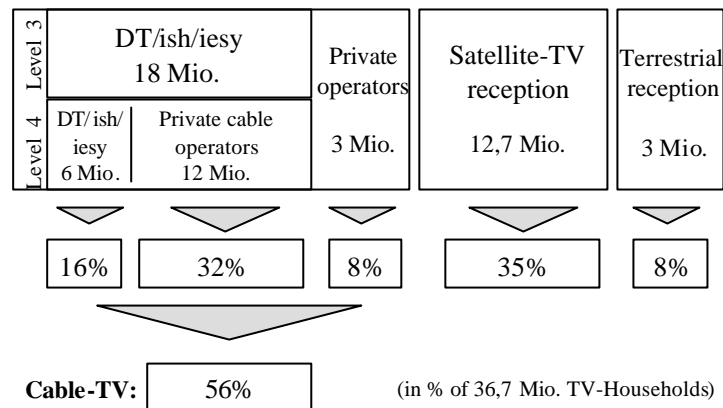 Level 3
DT/ish/iesy
18 Mio.
Level 4
DT/ish/
iesy
6 Mio.
Private cable
operators
12 Mio.
Private
operators
3 Mio.
Satellite-TV
reception
12,7 Mio.
Terrestrial
reception
3 Mio.
16%
32%
8%
35%
8%
Cable-TV:
56%
(in % of 36,7 Mio. TV-Households)